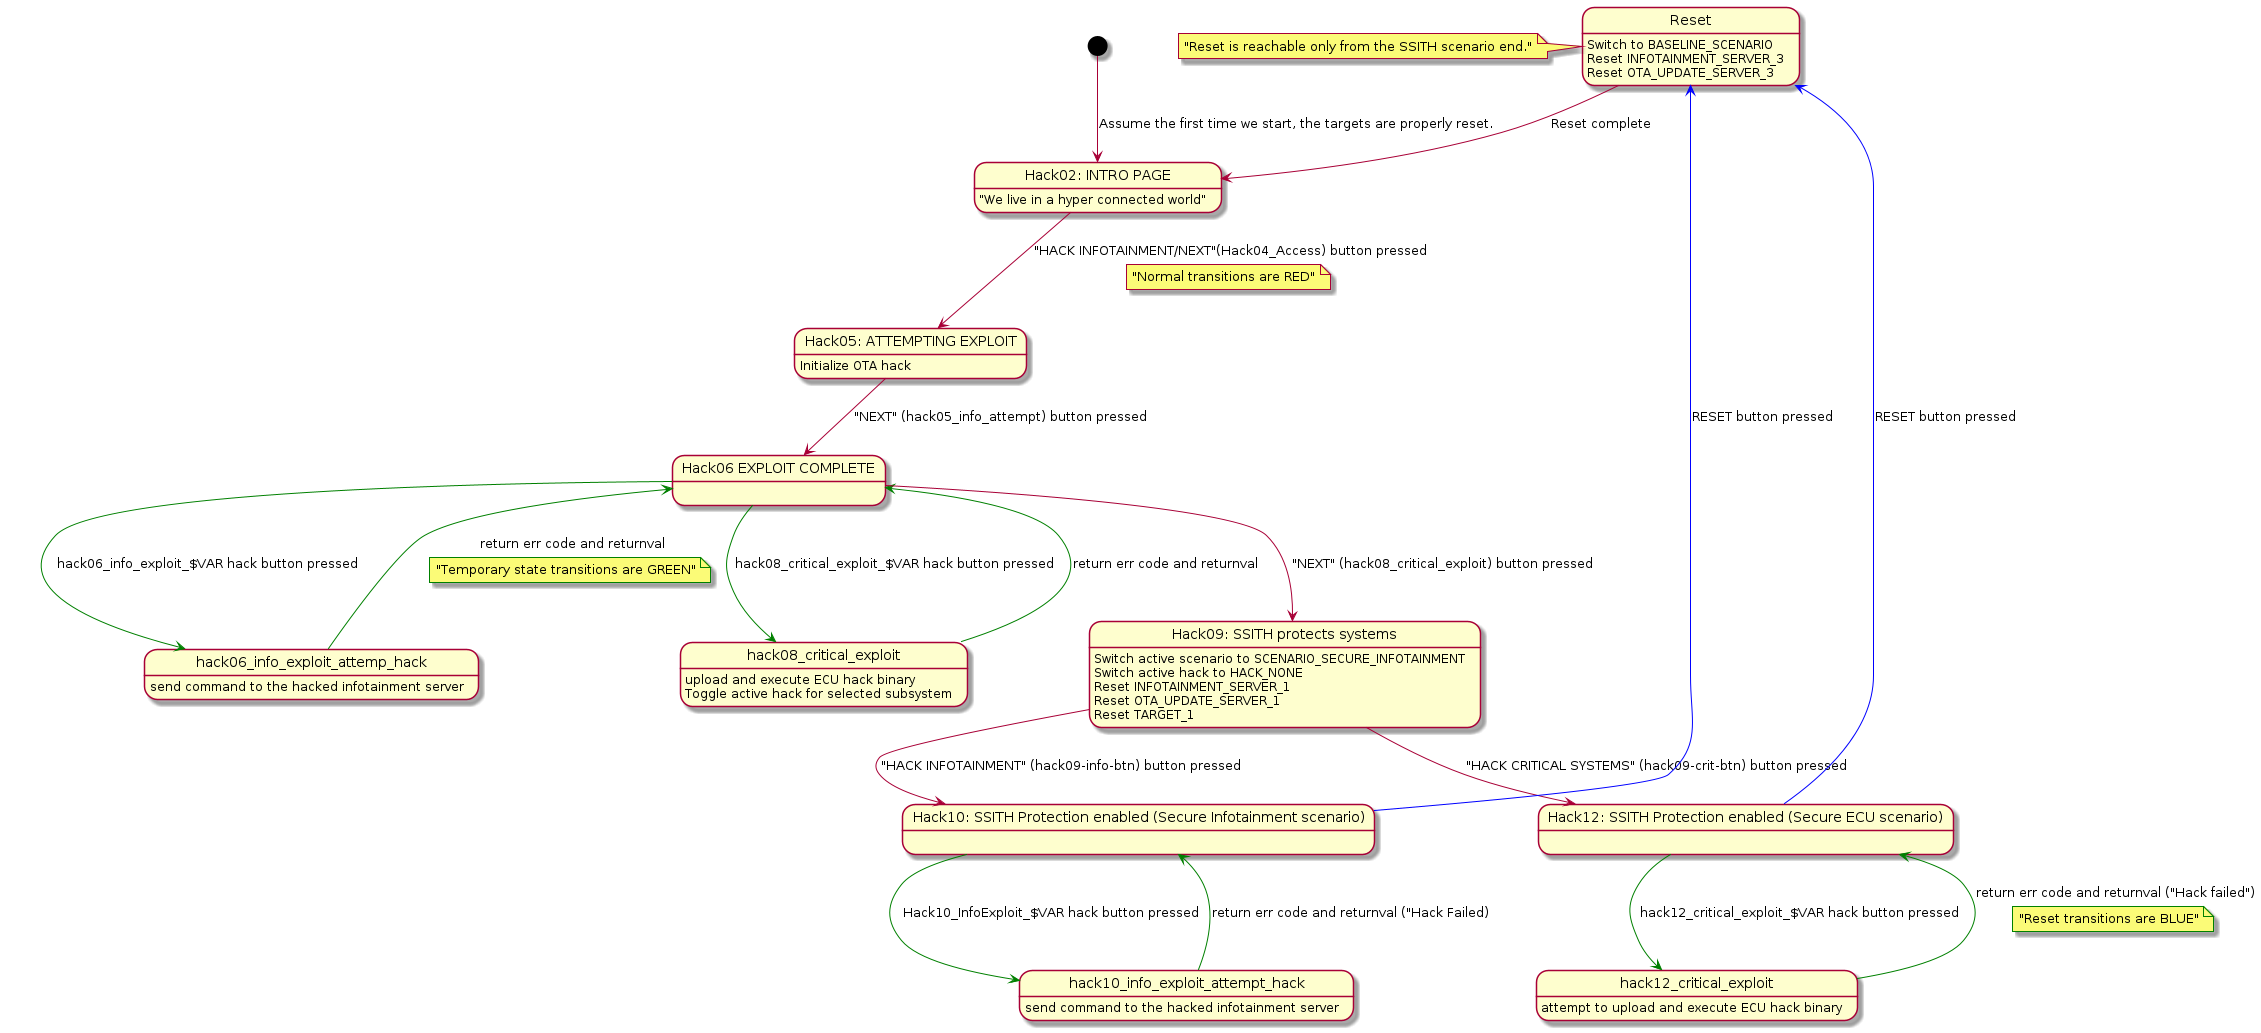 Reset
Switch to BASELINE_SCENARIO
Reset INFOTAINMENT_SERVER_3
Reset OTA_UPDATE_SERVER_3
"Reset is reachable only from the SSITH scenario end."
Assume the first time we start, the targets are properly reset.
Reset complete
Hack02: INTRO PAGE
"We live in a hyper connected world"
"HACK INFOTAINMENT/NEXT"(Hack04_Access) button pressed
"Normal transitions are RED"
Hack05: ATTEMPTING EXPLOIT
Initialize OTA hack
"NEXT" (hack05_info_attempt) button pressed
RESET button pressed
RESET button pressed
Hack06 EXPLOIT COMPLETE
hack06_info_exploit_$VAR hack button pressed
return err code and returnval
"Temporary state transitions are GREEN"
hack08_critical_exploit_$VAR hack button pressed
return err code and returnval
"NEXT" (hack08_critical_exploit) button pressed
hack06_info_exploit_attemp_hack
send command to the hacked infotainment server
hack08_critical_exploit
upload and execute ECU hack binary
Toggle active hack for selected subsystem
Hack09: SSITH protects systems
Switch active scenario to SCENARIO_SECURE_INFOTAINMENT
Switch active hack to HACK_NONE
Reset INFOTAINMENT_SERVER_1
Reset OTA_UPDATE_SERVER_1
Reset TARGET_1
"HACK INFOTAINMENT" (hack09-info-btn) button pressed
"HACK CRITICAL SYSTEMS" (hack09-crit-btn) button pressed
Hack10: SSITH Protection enabled (Secure Infotainment scenario)
Hack12: SSITH Protection enabled (Secure ECU scenario)
Hack10_InfoExploit_$VAR hack button pressed
return err code and returnval ("Hack Failed)
hack12_critical_exploit_$VAR hack button pressed
return err code and returnval ("Hack failed")
"Reset transitions are BLUE"
hack10_info_exploit_attempt_hack
send command to the hacked infotainment server
hack12_critical_exploit
attempt to upload and execute ECU hack binary